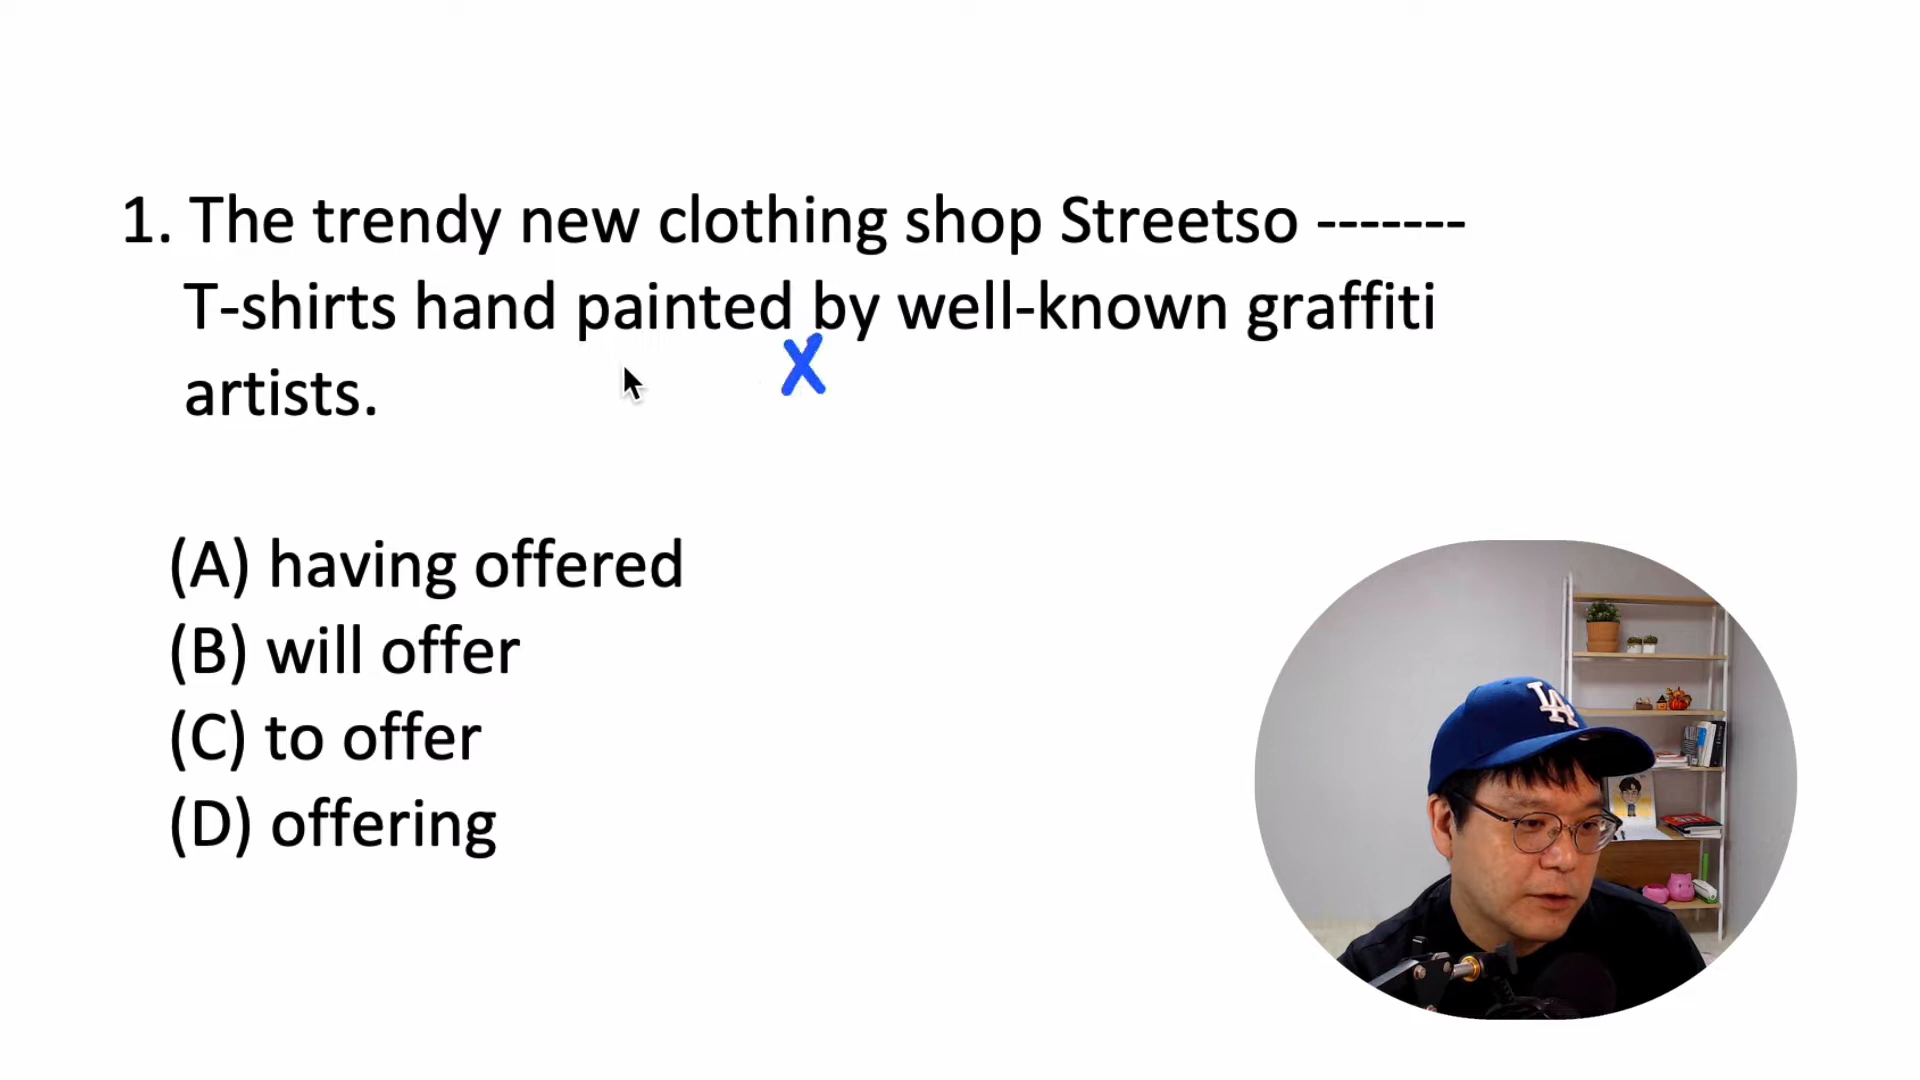 1. The trendy new clothing shop Streetso -------
T-shirts hand painted by well-known graffiti
artists.
X
(A) having offered
(B) will offer
(C) to offer
(D) offering
LA